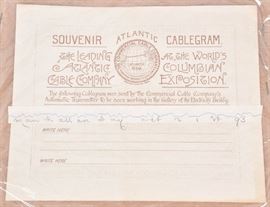 SOUVENIR ATLANTIC CABLEGRAM.
THE LEADING ATLANTIC CABLE COMPANY
AT THE WORLD'S COLUMBIAN EXPOSITION
The following Cablegram was sent by the Commercial Cable Company's
Automatic Transmitter to be seen working in the Gallery of the Electricity Building
WRITE HERE
WRITE HERE